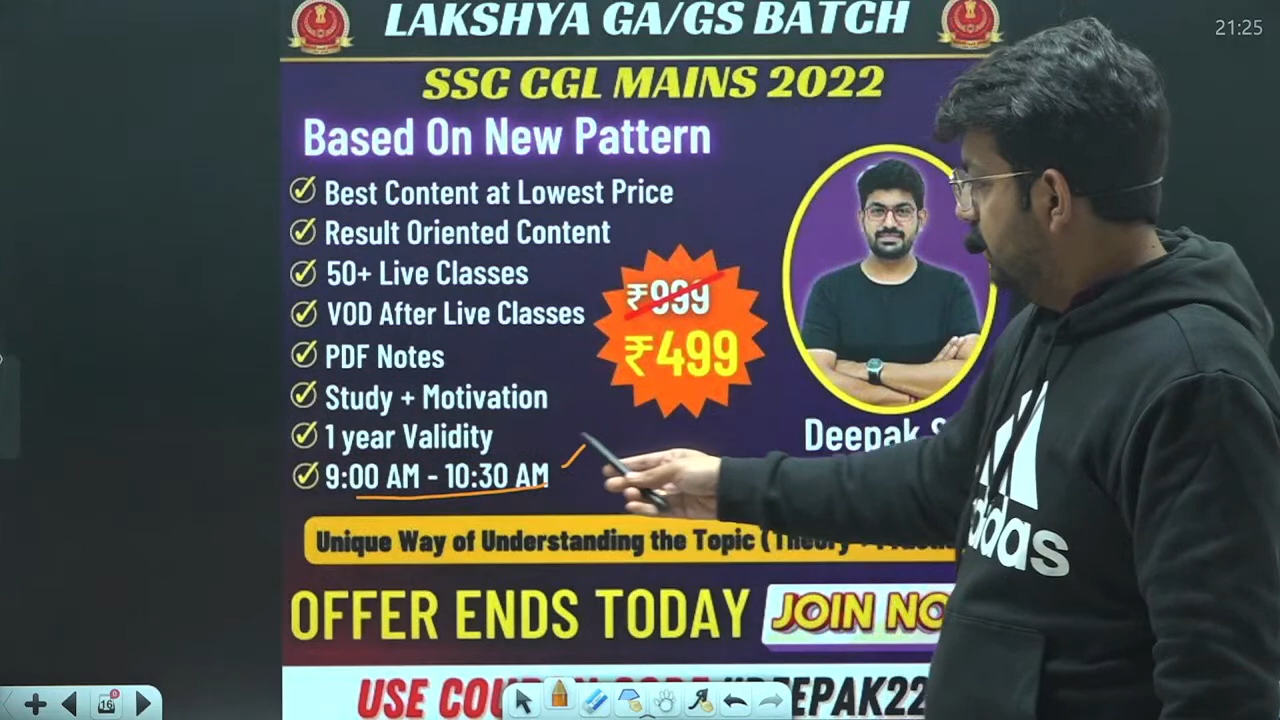 21:25
LAKSHYA GA/GS BATCH
SSC CGL MAINS 2022
Based On New Pattern
Best Content at Lowest Price
Result Oriented Content
50+ Live Classes
VOD After Live Classes
PDF Notes
Study + Motivation
1 year Validity
9:00 AM - 10:30 AM
₹999
₹499
Deepak
adidas
Unique Way of Understanding the Topic (Theory +
OFFER ENDS TODAY
JOIN
USE
16